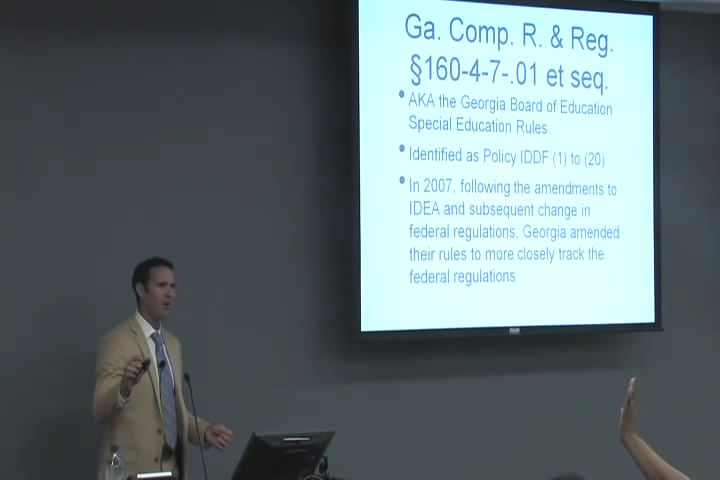 Ga. Comp. R. & Reg.
§160-4-7-.01 et seq.
• AKA the Georgia Board of Education
Special Education Rules
• Identified as Policy IDDF (1) to (20)
• In 2007, following the amendments to
IDEA and subsequent change in
federal regulations, Georgia amended
their rules to more closely track the
federal regulations